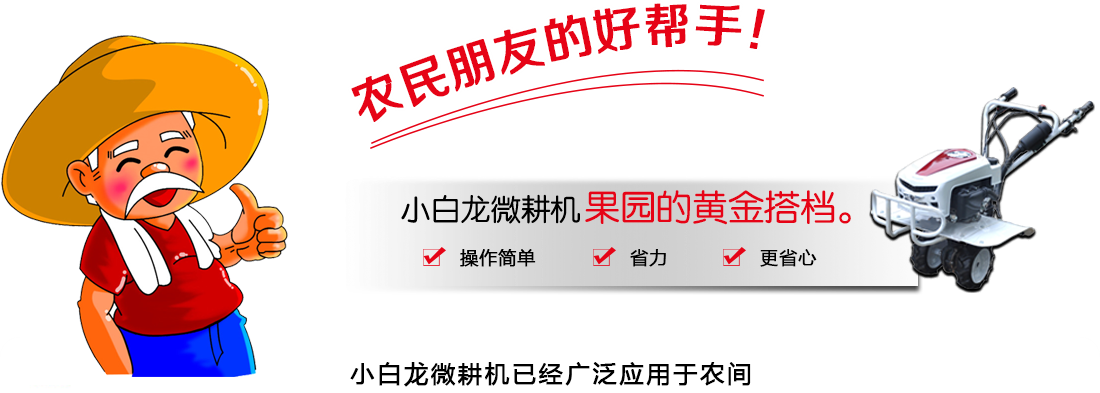 农民朋友的好帮手!
小白龙微耕机果园的黄金搭档。
操作简单 省力 更省心
小白龙微耕机已经广泛应用于农间